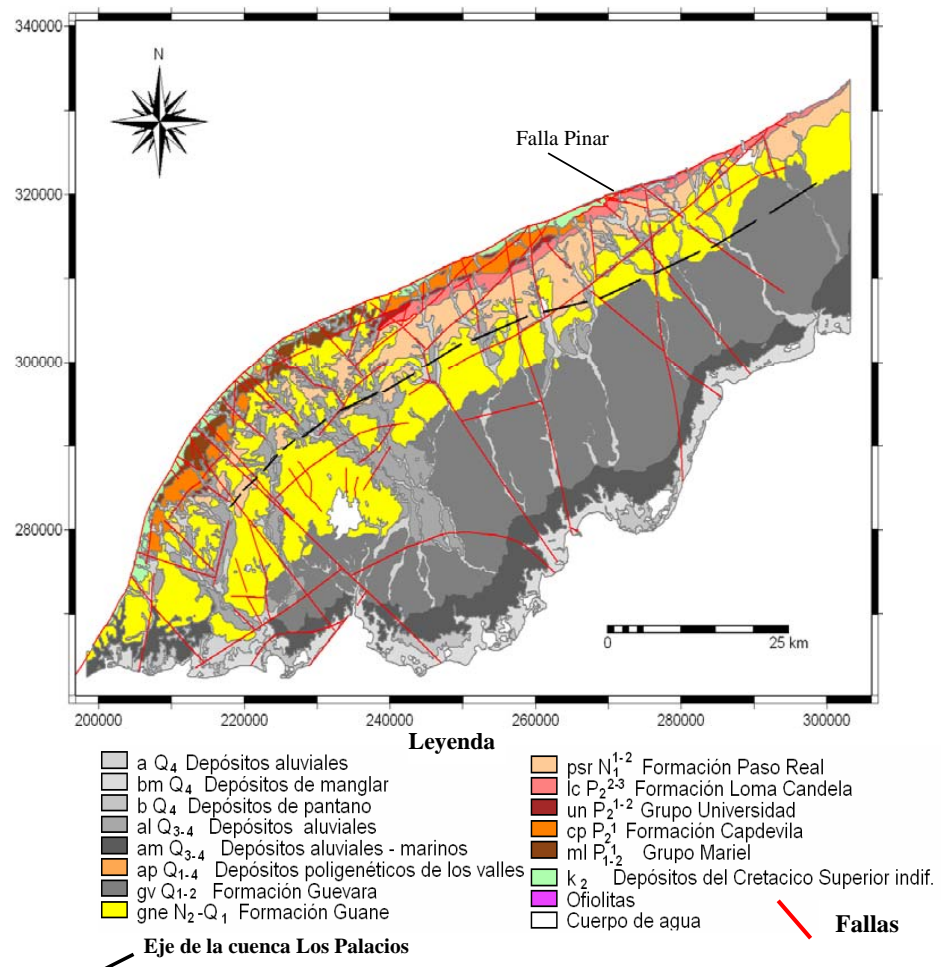 340000
N
Falla Pinar
320000
300000
280000
0 25 km
200000 220000 240000 260000 280000 300000
Leyenda
a Q4 Depósitos aluviales
bm Q4 Depósitos de manglar
b Q4 Depósitos de pantano
al Q3-4 Depósitos aluviales
am Q3-4 Depósitos aluviales - marinos
ap Q1-4 Depósitos poligenéticos de los valles
gv Q1-2 Formación Guevara
gne N2-Q1 Formación Guane
psr N1 1-2 Formación Paso Real
lc P2 2-3 Formación Loma Candela
un P2 1-2 Grupo Universidad
cp P2 1 Formación Capdevila
ml P1-2 1 Grupo Mariel
k2 Depósitos del Cretacico Superior indif.
Ofiolitas
Cuerpo de agua
Fallas
Eje de la cuenca Los Palacios